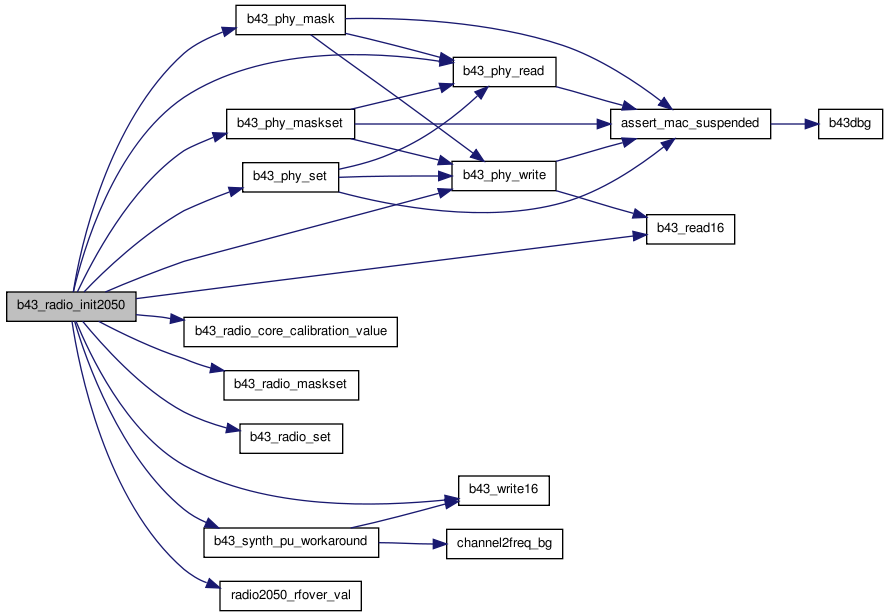 b43_phy_mask
b43_phy_read
b43_phy_maskset
assert_mac_suspended
b43dbg
b43_phy_set
b43_phy_write
b43_read16
b43_radio_init2050
b43_radio_core_calibration_value
b43_radio_maskset
b43_radio_set
b43_write16
b43_synth_pu_workaround
channel2freq_bg
radio2050_rfover_val